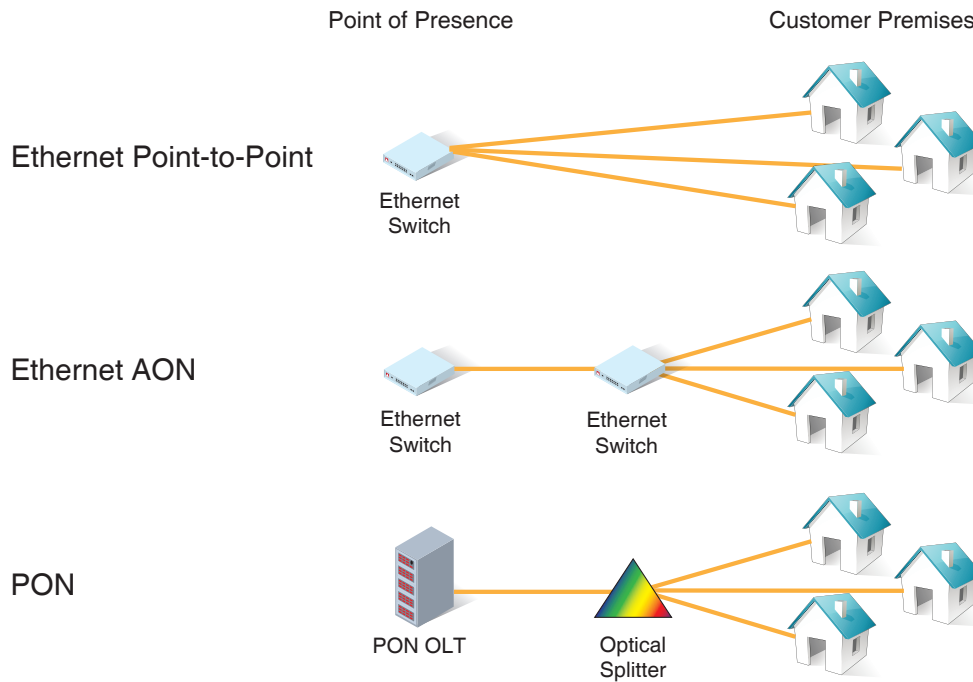 Point of Presence
Customer Premises
Ethernet Point-to-Point
Ethernet
Switch
Ethernet AON
Ethernet
Switch
Ethernet
Switch
PON
PON OLT
Optical
Splitter